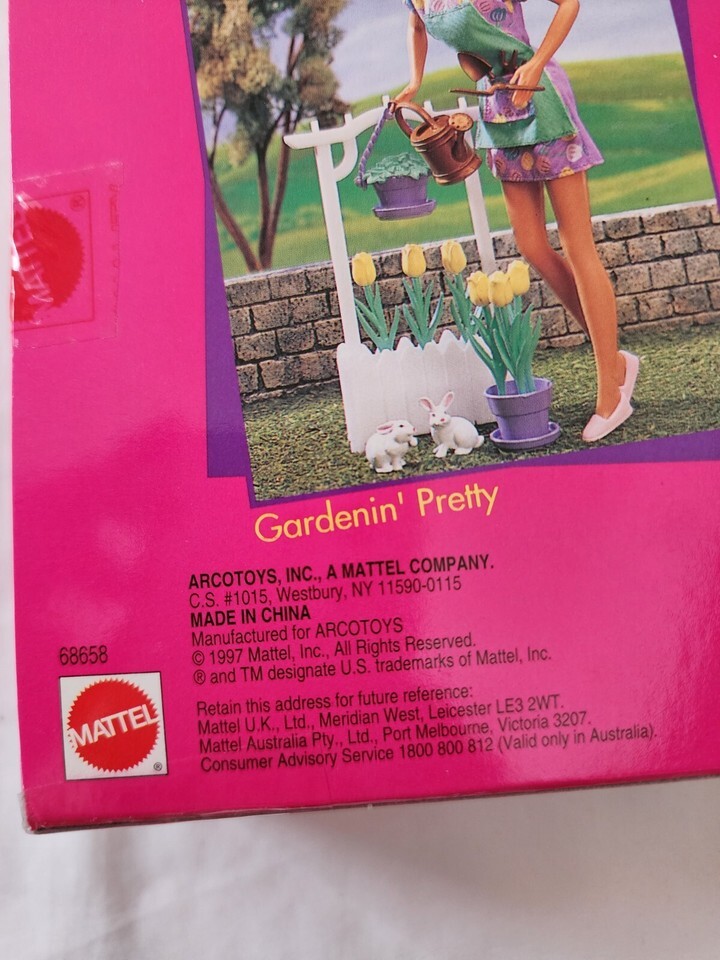 MATTEL
®
Gardenin' Pretty
ARCOTOYS, INC., A MATTEL COMPANY.
C.S. #1015, Westbury, NY 11590-0115
MADE IN CHINA
Manufactured for ARCOTOYS
© 1997 Mattel, Inc., All Rights Reserved.
® and TM designate U.S. trademarks of Mattel, Inc.
68658
MATTEL
®
Retain this address for future reference:
Mattel U.K., Ltd., Meridian West, Leicester LE3 2WT.
Mattel Australia Pty., Ltd., Port Melbourne, Victoria 3207.
Consumer Advisory Service 1800 800 812 (Valid only in Australia).